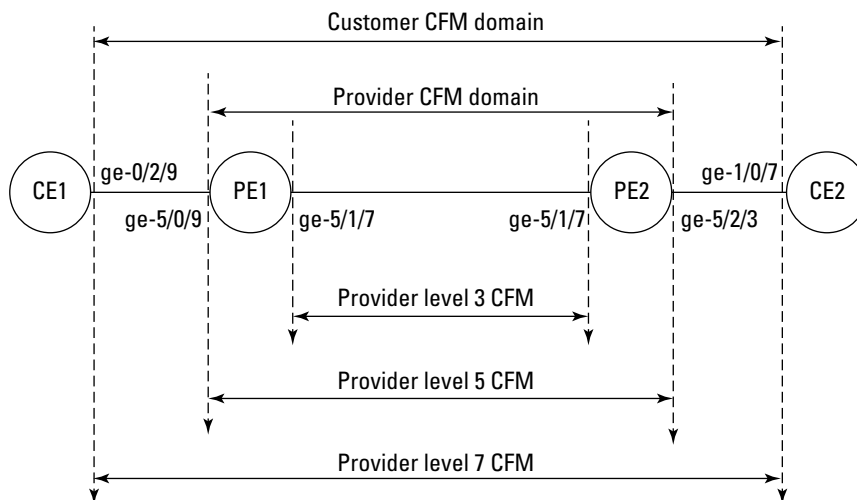 Customer CFM domain
Provider CFM domain
CE1
ge-0/2/9
PE1
PE2
ge-1/0/7
CE2
ge-5/0/9
ge-5/1/7
ge-5/1/7
ge-5/2/3
Provider level 3 CFM
Provider level 5 CFM
Provider level 7 CFM